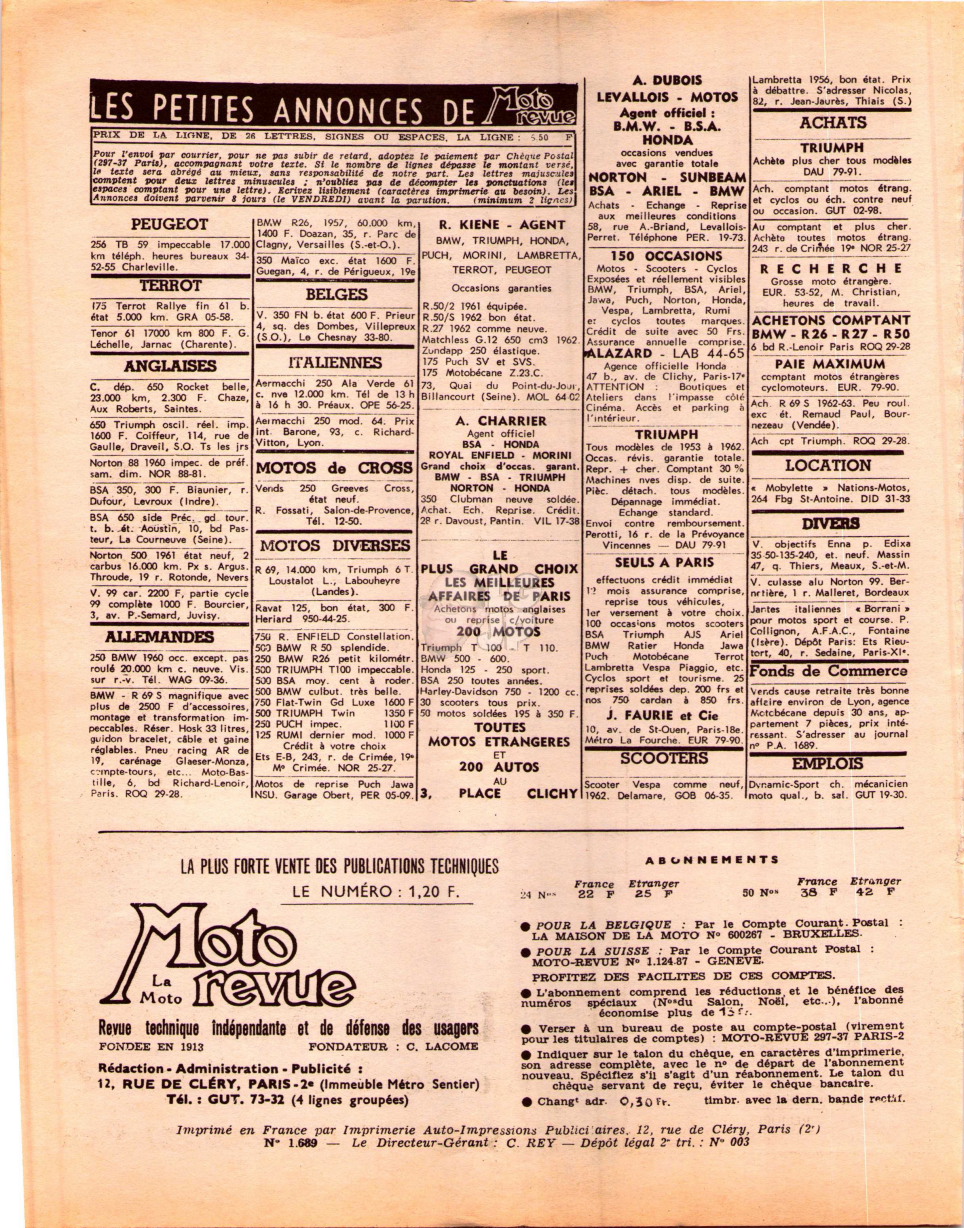 LES PETITES ANNONCES DE Moto revue
PRIX DE LA LIGNE, DE 26 LETTRES, SIGNES OU ESPACES, LA LIGNE : 5.50 F
Pour l'envoi par courrier, pour ne pas subir de retard, adoptez le paiement par Chèque Postal
(297-37 Paris), accompagnant votre texte. Si le nombre de lignes dépasse le montant versé,
le texte sera abrégé au mieux, sans responsabilité de notre part. Les lettres majuscules
comptent pour deux lettres minuscules ; n'oubliez pas de décompter les ponctuations (les
espaces comptant pour une lettre). Ecrivez lisiblement (caractères imprimerie au besoin). Les
Annonces doivent parvenir 8 jours (le VENDREDI) avant la parution. (minimum 2 lignes)
PEUGEOT
256 TB 59 impeccable 17.000
km téléph. heures bureaux 34-
52-55 Charleville.
TERROT
175 Terrot Rallye fin 61 b.
état 5.000 km. GRA 05-58.
Tenor 61 17000 km 800 F. G.
Léchelle, Jarnac (Charente).
ANGLAISES
C. dép. 650 Rocket belle,
23.000 km, 2.300 F. Chaze,
Aux Roberts, Saintes.
650 Triumph oscil. réel. imp.
1600 F. Coiffeur, 114, rue de
Gaulle, Draveil, S.O. Ts les jrs
Norton 88 1960 impec. de préf.
sam. dim. NOR 88-81.
BSA 350, 300 F. Biaunier, r.
Dufour, Levroux (Indre).
BSA 650 side Préc. gd tour.
t. b. ét. Aoustin, 10, bd Pas-
teur, La Courneuve (Seine).
Norton 500 1961 état neuf, 2
carbus 16.000 km. Px s. Argus.
Throude, 19 r. Rotonde, Nevers
V. 99 car. 2200 F, partie cycle
99 complète 1000 F. Bourcier,
3, av. P.-Semard, Juvisy.
ALLEMANDES
250 BMW 1960 occ. except. pas
roulé 20.000 km c. neuve. Vis.
sur r.-v. Tél. WAG 09-36.
BMW - R 69 S magnifique avec
plus de 2500 F d'accessoires,
montage et transformation im-
peccables. Réser. Hosk 33 litres,
guidon bracelet, câble et gaine
réglables. Pneu racing AR de
19, carénage Glaeser-Monza,
compte-tours, etc... Moto-Bas-
tille, 6, bd Richard-Lenoir,
Paris. ROQ 29-28.
BMW R26, 1957, 60.000 km,
1400 F. Doazan, 35, r. Parc de
Clagny, Versailles (S.-et-O.).
350 Maïco exc. état 1600 F.
Guegan, 4, r. de Périgueux, 19e
BELGES
V. 350 FN b. état 600 F. Prieur
4, sq. des Dombes, Villepreux
(S.O.), Le Chesnay 33-80.
ITALIENNES
Aermacchi 250 Ala Verde 61
c. nve 12.000 km. Tél de 13 h
à 16 h 30. Préaux. OPE 56-25.
Aermacchi 250 mod. 64. Prix
int. Barone, 93, c. Richard-
Vitton, Lyon.
MOTOS de CROSS
Vends 250 Greeves Cross,
état neuf.
R. Fossati, Salon-de-Provence,
Tél. 12-50.
MOTOS DIVERSES
R 69, 14.000 km, Triumph 6 T.
Loustalot L., Labouheyre
(Landes).
Ravat 125, bon état, 300 F.
Heriard 950-44-25.
750 R. ENFIELD Constellation.
500 BMW R 50 splendide.
250 BMW R26 petit kilométr.
500 TRIUMPH T100 impeccable.
500 BSA moy. cent à roder.
500 BMW culbut. très belle.
750 Flat-Twin Gd Luxe 1600 F
500 TRIUMPH Twin 1350 F
250 PUCH impec. 1100 F
125 RUMI dernier mod. 1000 F
Crédit à votre choix
Ets E-B, 243, r. de Crimée, 19e
M° Crimée. NOR 25-27.
Motos de reprise Puch Jawa
NSU. Garage Obert, PER 05-09.
R. KIENE - AGENT
BMW, TRIUMPH, HONDA,
PUCH, MORINI, LAMBRETTA,
TERROT, PEUGEOT
Occasions garanties
R.50/2 1961 équipée.
R.50/S 1962 bon état.
R.27 1962 comme neuve.
Matchless G.12 650 cm3 1962.
Zundapp 250 élastique.
175 Puch SV et SVS.
175 Motobécane Z.23.C.
73, Quai du Point-du-Jour,
Billancourt (Seine). MOL 64-02
A. CHARRIER
Agent officiel
BSA - HONDA
ROYAL ENFIELD - MORINI
Grand choix d'occas. garant.
BMW - BSA - TRIUMPH
NORTON - HONDA
350 Clubman neuve soldée.
Achat. Ech. Reprise. Crédit.
28 r. Davoust, Pantin. VIL 17-38
LE
PLUS GRAND CHOIX
LES MEILLEURES
AFFAIRES DE PARIS
Achetons motos anglaises
ou reprise c/voiture
200 MOTOS
Triumph T 100 - T 110.
BMW 500 - 600.
Honda 125 - 250 sport.
BSA 250 toutes années.
Harley-Davidson 750 - 1200 cc.
30 scooters tous prix.
50 motos soldées 195 à 350 F.
TOUTES
MOTOS ETRANGERES
ET
200 AUTOS
AU
3, PLACE CLICHY
A. DUBOIS
LEVALLOIS - MOTOS
Agent officiel :
B.M.W. - B.S.A.
HONDA
occasions vendues
avec garantie totale
NORTON - SUNBEAM
BSA - ARIEL - BMW
Achats - Echange - Reprise
aux meilleures conditions
58, rue A.-Briand, Levallois-
Perret. Téléphone PER. 19-73.
150 OCCASIONS
Motos - Scooters - Cyclos
Exposées et réellement visibles
BMW, Triumph, BSA, Ariel,
Jawa, Puch, Norton, Honda,
Vespa, Lambretta, Rumi
et cyclos toutes marques.
Crédit de suite avec 50 Frs.
Assurance annuelle comprise.
ALAZARD - LAB 44-65
Agence officielle Honda
47 b., av. de Clichy, Paris-17e
ATTENTION : Boutiques et
Ateliers dans l'impasse côté
Cinéma. Accès et parking à
l'intérieur.
TRIUMPH
Tous modèles de 1953 à 1962.
Occas. révis. garantie totale.
Repr. + cher. Comptant 30 %
Machines nves disp. de suite.
Pièc. détach. tous modèles.
Dépannage immédiat.
Echange standard.
Envoi contre remboursement.
Perotti, 16 r. de la Prévoyance
Vincennes — DAU 79-91
SEULS A PARIS
effectuons crédit immédiat
12 mois assurance comprise,
reprise tous véhicules,
1er versement à votre choix.
100 occasions motos scooters
BSA Triumph AJS Ariel
BMW Ratier Honda Jawa
Puch Motobécane Terrot
Lambretta Vespa Piaggio, etc.
Cyclos sport et tourisme. 25
reprises soldées dep. 200 frs et
nos 750 cardan à 850 frs.
J. FAURIE et Cie
10, av. de St-Ouen, Paris-18e.
Métro La Fourche. EUR 79-90.
SCOOTERS
Scooter Vespa comme neuf,
1962. Delamare, GOB 06-35.
Lambretta 1956, bon état. Prix
à débattre. S'adresser Nicolas,
82, r. Jean-Jaurès, Thiais (S.)
ACHATS
TRIUMPH
Achète plus cher tous modèles
DAU 79-91.
Ach. comptant motos étrang.
et cyclos ou éch. contre neuf
ou occasion. GUT 02-98.
Au comptant et plus cher.
Achète toutes motos étrang.
243 r. de Crimée 19e NOR 25-27
RECHERCHE
Grosse moto étrangère.
EUR. 53-52, M. Christian,
heures de travail.
ACHETONS COMPTANT
BMW - R 26 - R 27 - R 50
6 bd R.-Lenoir Paris ROQ 29-28
PAIE MAXIMUM
comptant motos étrangères
cyclomoteurs. EUR. 79-90.
Ach. R 69 S 1962-63. Peu roul.
exc ét. Remaud Paul, Bour-
nezeau (Vendée).
Ach cpt Triumph. ROQ 29-28.
LOCATION
« Mobylette » Nations-Motos,
264 Fbg St-Antoine. DID 31-33
DIVERS
V. objectifs Enna p. Edixa
35-50-135-240, et. neuf. Massin
47, q. Thiers, Meaux, S.-et-M.
V. culasse alu Norton 99. Ber-
nrtière, 1 r. Malleret, Bordeaux
Jantes italiennes « Borrani »
pour motos sport et course. P.
Collignon, A.F.A.C., Fontaine
(Isère). Dépôt Paris: Ets Rieu-
tort, 40, r. Sedaine, Paris-XIe.
Fonds de Commerce
Vends cause retraite très bonne
affaire environ de Lyon, agence
Motobécane depuis 30 ans, ap-
partement 7 pièces, prix inté-
ressant. S'adresser au journal
n° P.A. 1689.
EMPLOIS
Dynamic-Sport ch. mécanicien
moto qual., b. sal. GUT 19-30.
LA PLUS FORTE VENTE DES PUBLICATIONS TECHNIQUES
LE NUMÉRO : 1,20 F.
Moto revue
La Moto
Revue technique indépendante et de défense des usagers
FONDEE EN 1913 FONDATEUR : C. LACOME
Rédaction - Administration - Publicité :
12, RUE DE CLÉRY, PARIS-2e (Immeuble Métro Sentier)
Tél. : GUT. 73-32 (4 lignes groupées)
ABONNEMENTS
France Etranger France Etranger
24 Nos 22 F 25 F 50 Nos 38 F 42 F
● POUR LA BELGIQUE : Par le Compte Courant Postal :
LA MAISON DE LA MOTO N° 600267 - BRUXELLES.
● POUR LA SUISSE : Par le Compte Courant Postal :
MOTO-REVUE N° 1.124.87 - GENEVE.
PROFITEZ DES FACILITES DE CES COMPTES.
● L'abonnement comprend les réductions et le bénéfice des
numéros spéciaux (Nos du Salon, Noël, etc...), l'abonné
économise plus de 13 F.
● Verser à un bureau de poste au compte-postal (virement
pour les titulaires de comptes) : MOTO-REVUE 297-37 PARIS-2
● Indiquer sur le talon du chèque, en caractères d'imprimerie,
son adresse complète, avec le n° de départ de l'abonnement
nouveau. Spécifiez s'il s'agit d'un réabonnement. Le talon du
chèque servant de reçu, éviter le chèque bancaire.
● Changt adr. 0,30 Fr. timbr. avec la dern. bande rectif.
Imprimé en France par Imprimerie Auto-Impressions Publicitaires, 12, rue de Cléry, Paris (2e)
N° 1.689 — Le Directeur-Gérant : C. REY — Dépôt légal 2e tri. : N° 003